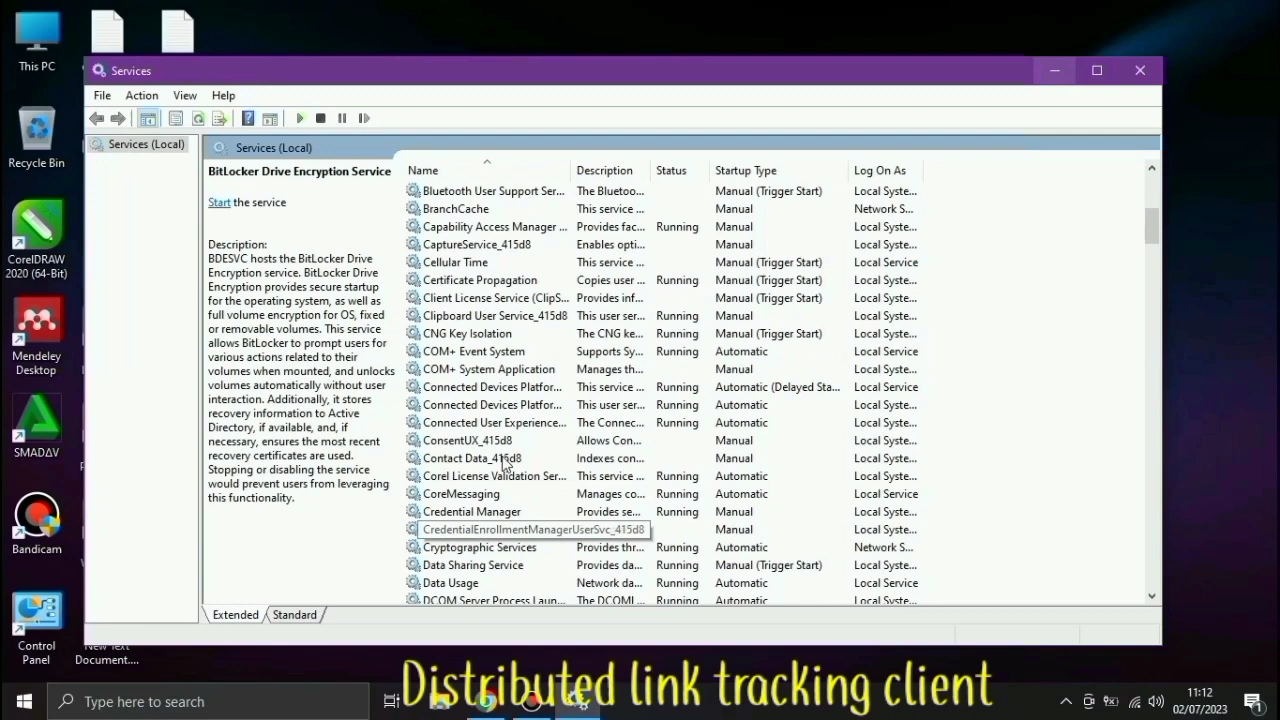 This PC
Recycle Bin
CorelDRAW
2020 (64-Bit)
Mendeley
Desktop
SMADΔV
Bandicam
Control
Panel
New Text
Document....
Services
File Action View Help
Services (Local)
Services (Local)
BitLocker Drive Encryption Service
Start the service
Description:
BDESVC hosts the BitLocker Drive
Encryption service. BitLocker Drive
Encryption provides secure startup
for the operating system, as well as
full volume encryption for OS, fixed
or removable volumes. This service
allows BitLocker to prompt users for
various actions related to their
volumes when mounted, and unlocks
volumes automatically without user
interaction. Additionally, it stores
recovery information to Active
Directory, if available, and, if
necessary, ensures the most recent
recovery certificates are used.
Stopping or disabling the service
would prevent users from leveraging
this functionality.
Name Description Status Startup Type Log On As
Bluetooth User Support Ser... The Bluetoo... Manual (Trigger Start) Local Syste...
BranchCache This service ... Manual Network S...
Capability Access Manager ... Provides fac... Running Manual Local Syste...
CaptureService_415d8 Enables opti... Manual Local Syste...
Cellular Time This service ... Manual (Trigger Start) Local Service
Certificate Propagation Copies user ... Running Manual (Trigger Start) Local Syste...
Client License Service (ClipS... Provides inf... Manual (Trigger Start) Local Syste...
Clipboard User Service_415d8 This user ser... Running Manual Local Syste...
CNG Key Isolation The CNG ke... Running Manual (Trigger Start) Local Syste...
COM+ Event System Supports Sy... Running Automatic Local Service
COM+ System Application Manages th... Manual Local Syste...
Connected Devices Platfor... This service ... Running Automatic (Delayed Sta... Local Service
Connected Devices Platfor... This user ser... Running Automatic Local Syste...
Connected User Experience... The Connec... Running Automatic Local Syste...
ConsentUX_415d8 Allows Con... Manual Local Syste...
Contact Data_415d8 Indexes con... Manual Local Syste...
Corel License Validation Ser... This service ... Running Automatic Local Syste...
CoreMessaging Manages co... Running Automatic Local Service
Credential Manager Provides se... Running Manual Local Syste...
CredentialEnrollmentManagerUserSvc_415d8 Manual Local Syste...
Cryptographic Services Provides thr... Running Automatic Network S...
Data Sharing Service Provides da... Running Manual (Trigger Start) Local Syste...
Data Usage Network da... Running Automatic Local Service
DCOM Server Process Laun... The DCOML... Running Automatic Local Syste...
Extended Standard
Distributed link tracking client
Type here to search
11:12
02/07/2023
1